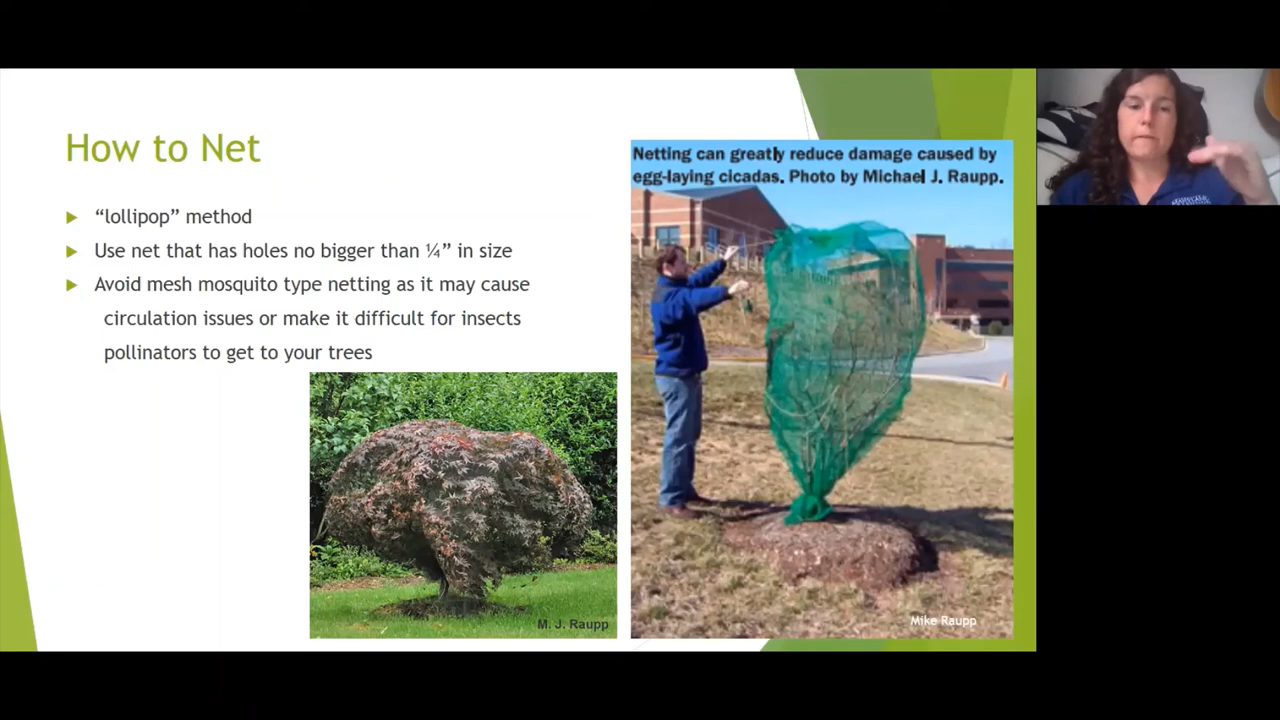 How to Net
“lollipop” method
Use net that has holes no bigger than ¼” in size
Avoid mesh mosquito type netting as it may cause
circulation issues or make it difficult for insects
pollinators to get to your trees
Netting can greatly reduce damage caused by
egg-laying cicadas. Photo by Michael J. Raupp.
M. J. Raupp
Mike Raupp